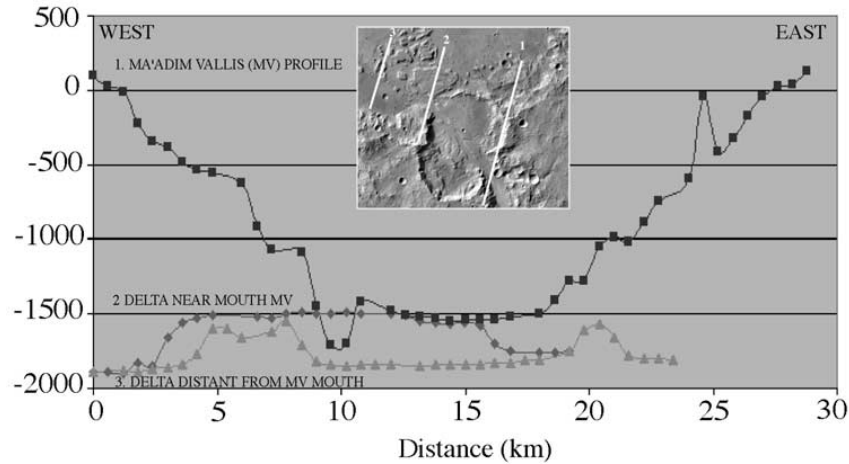 500
WEST
EAST
3
2
1
1. MA'ADIM VALLIS (MV) PROFILE
0
-500
-1000
2 DELTA NEAR MOUTH MV
-1500
3. DELTA DISTANT FROM MV MOUTH
-2000
0 5 10 15 20 25 30
Distance (km)